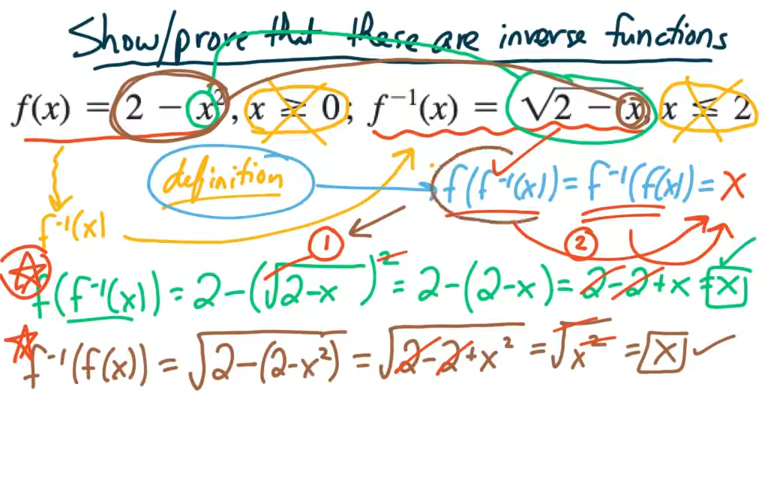 Show/prove that these are inverse functions
f(x) = 2 − x², x ≥ 0; f⁻¹(x) = √(2 − x), x ≤ 2
definition f(f⁻¹(x)) = f⁻¹(f(x)) = x
f⁻¹(x)
① ②
f(f⁻¹(x)) = 2-(√(2-x))² = 2-(2-x) = 2-2+x = x
f⁻¹(f(x)) = √(2-(2-x²)) = √(2-2+x²) = √x² = x